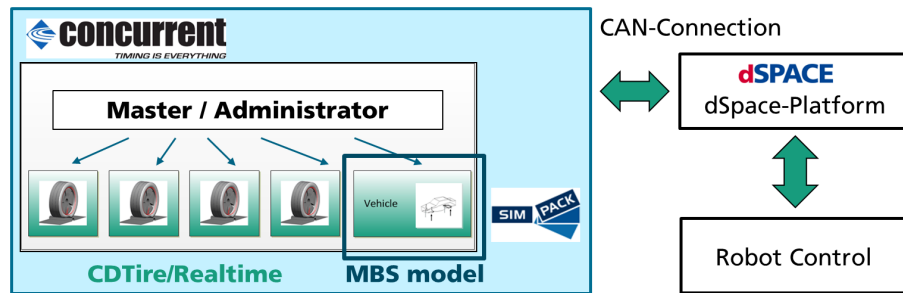 concurrent
TIMING IS EVERYTHING
CAN-Connection
Master / Administrator
dSPACE
dSpace-Platform
Vehicle
SIM PACK
CDTire/Realtime
MBS model
Robot Control